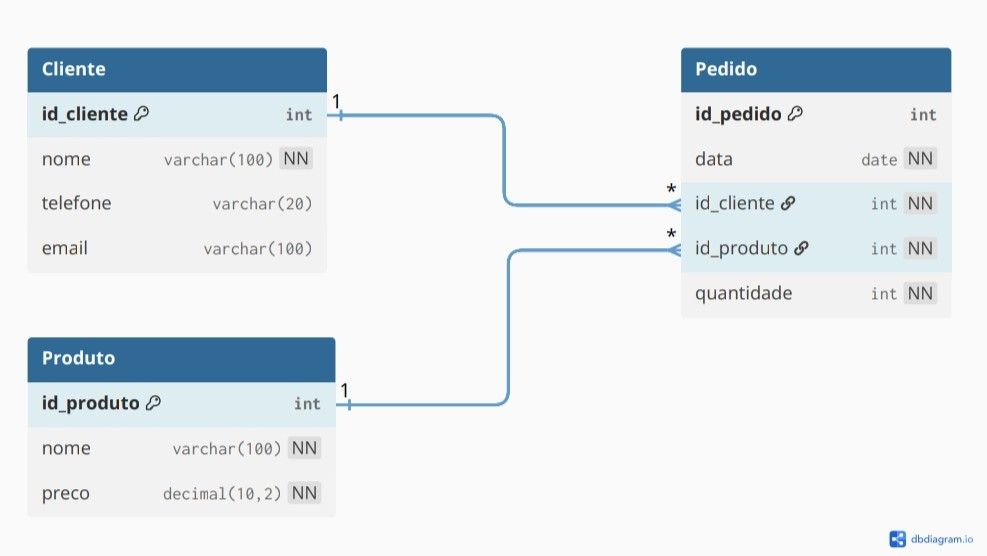 Cliente
id_cliente int
nome varchar(100) NN
telefone varchar(20)
email varchar(100)
1
Produto
id_produto int
nome varchar(100) NN
preco decimal(10,2) NN
1
Pedido
id_pedido int
data date NN
* id_cliente int NN
* id_produto int NN
quantidade int NN
dbdiagram.io